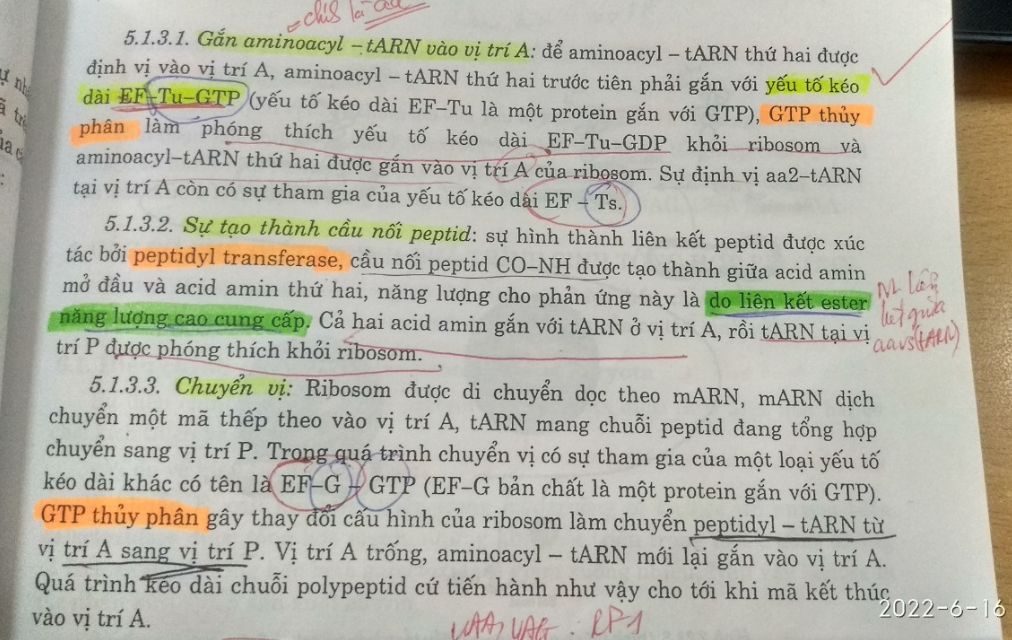 chỉ là aa
5.1.3.1. Gắn aminoacyl – tARN vào vị trí A: để aminoacyl – tARN thứ hai được
định vị vào vị trí A, aminoacyl – tARN thứ hai trước tiên phải gắn với yếu tố kéo
dài EF–Tu–GTP (yếu tố kéo dài EF–Tu là một protein gắn với GTP), GTP thủy
phân làm phóng thích yếu tố kéo dài EF–Tu–GDP khỏi ribosom và
aminoacyl–tARN thứ hai được gắn vào vị trí A của ribosom. Sự định vị aa2–tARN
tại vị trí A còn có sự tham gia của yếu tố kéo dài EF – Ts.
5.1.3.2. Sự tạo thành cầu nối peptid: sự hình thành liên kết peptid được xúc
tác bởi peptidyl transferase, cầu nối peptid CO–NH được tạo thành giữa acid amin
mở đầu và acid amin thứ hai, năng lượng cho phản ứng này là do liên kết ester
năng lượng cao cung cấp. Cả hai acid amin gắn với tARN ở vị trí A, rồi tARN tại vị
trí P được phóng thích khỏi ribosom.
NL liên
kết giữa
aa vs (tARN)
5.1.3.3. Chuyển vị: Ribosom được di chuyển dọc theo mARN, mARN dịch
chuyển một mã thếp theo vào vị trí A, tARN mang chuỗi peptid đang tổng hợp
chuyển sang vị trí P. Trong quá trình chuyển vị có sự tham gia của một loại yếu tố
kéo dài khác có tên là EF–G – GTP (EF–G bản chất là một protein gắn với GTP).
GTP thủy phân gây thay đổi cấu hình của ribosom làm chuyển peptidyl – tARN từ
vị trí A sang vị trí P. Vị trí A trống, aminoacyl – tARN mới lại gắn vào vị trí A.
Quá trình kéo dài chuỗi polypeptid cứ tiến hành như vậy cho tới khi mã kết thúc
vào vị trí A.
UAA, UAG : RF1
2022-6-16